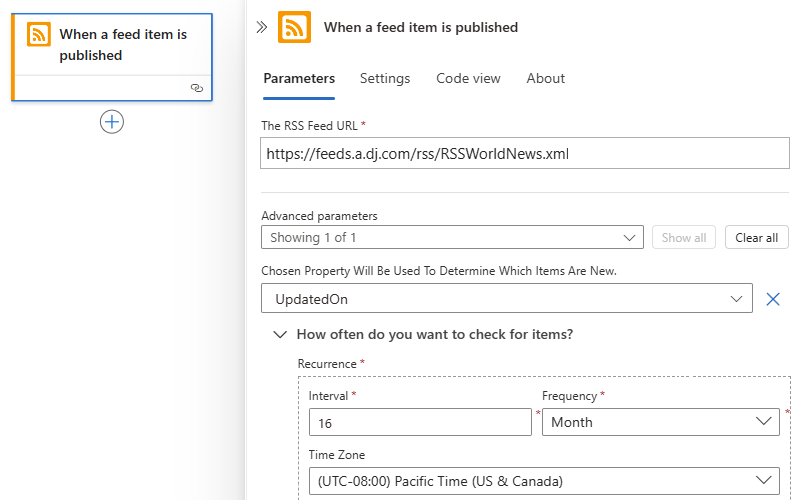 When a feed item is
published
When a feed item is published
Parameters Settings Code view About
The RSS Feed URL *
https://feeds.a.dj.com/rss/RSSWorldNews.xml
Advanced parameters
Showing 1 of 1 Show all Clear all
Chosen Property Will Be Used To Determine Which Items Are New.
UpdatedOn
How often do you want to check for items?
Recurrence *
Interval * Frequency *
16 * Month *
Time Zone
(UTC-08:00) Pacific Time (US & Canada)